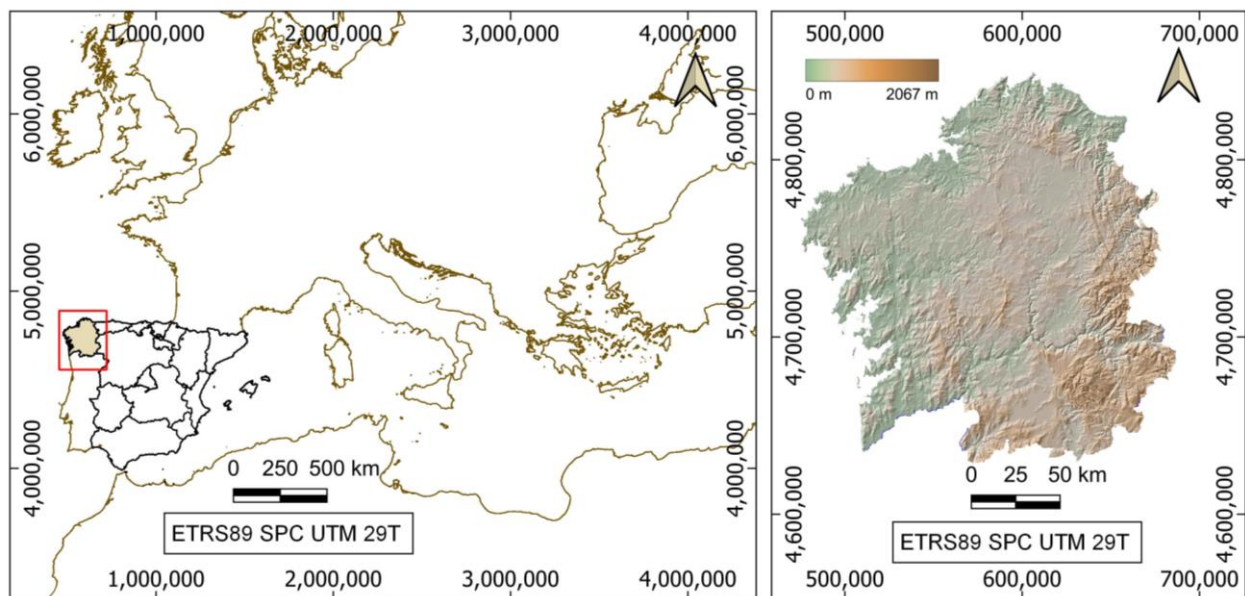 1,000,000 2,000,000 3,000,000 4,000,000
6,000,000 6,000,000
5,000,000 5,000,000
4,000,000 4,000,000
0 250 500 km
ETRS89 SPC UTM 29T
1,000,000 2,000,000 3,000,000 4,000,000
500,000 600,000 700,000
0 m 2067 m
4,800,000 4,800,000
4,700,000 4,700,000
4,600,000 4,600,000
0 25 50 km
ETRS89 SPC UTM 29T
500,000 600,000 700,000